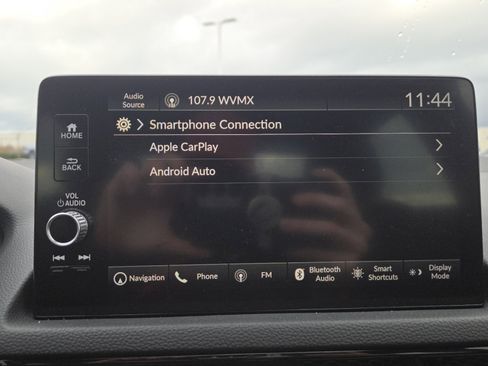 Audio
Source
107.9 WVMX
11:44
HOME
Smartphone Connection
BACK
Apple CarPlay
Android Auto
VOL
AUDIO
Navigation
Phone
FM
Bluetooth
Audio
Smart
Shortcuts
Display
Mode